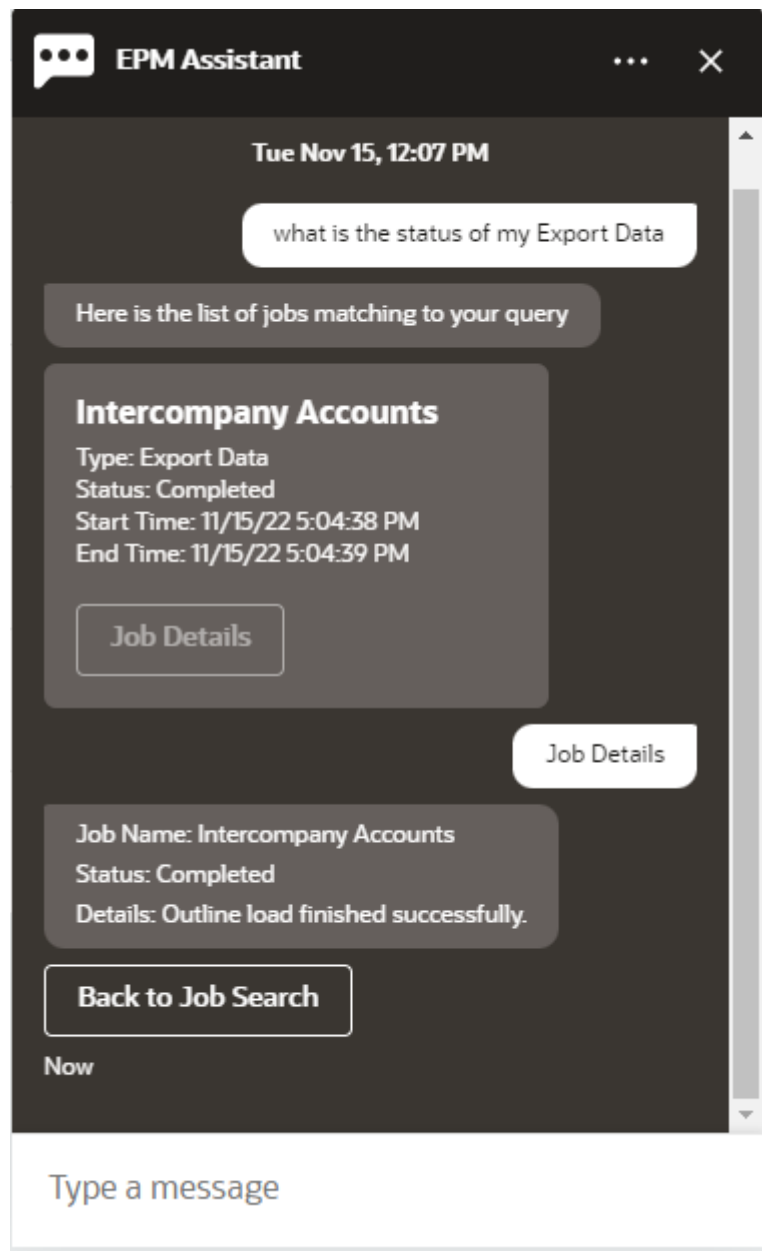 EPM Assistant
Tue Nov 15, 12:07 PM
what is the status of my Export Data
Here is the list of jobs matching to your query
Intercompany Accounts
Type: Export Data
Status: Completed
Start Time: 11/15/22 5:04:38 PM
End Time: 11/15/22 5:04:39 PM
Job Details
Job Details
Job Name: Intercompany Accounts
Status: Completed
Details: Outline load finished successfully.
Back to Job Search
Now
Type a message